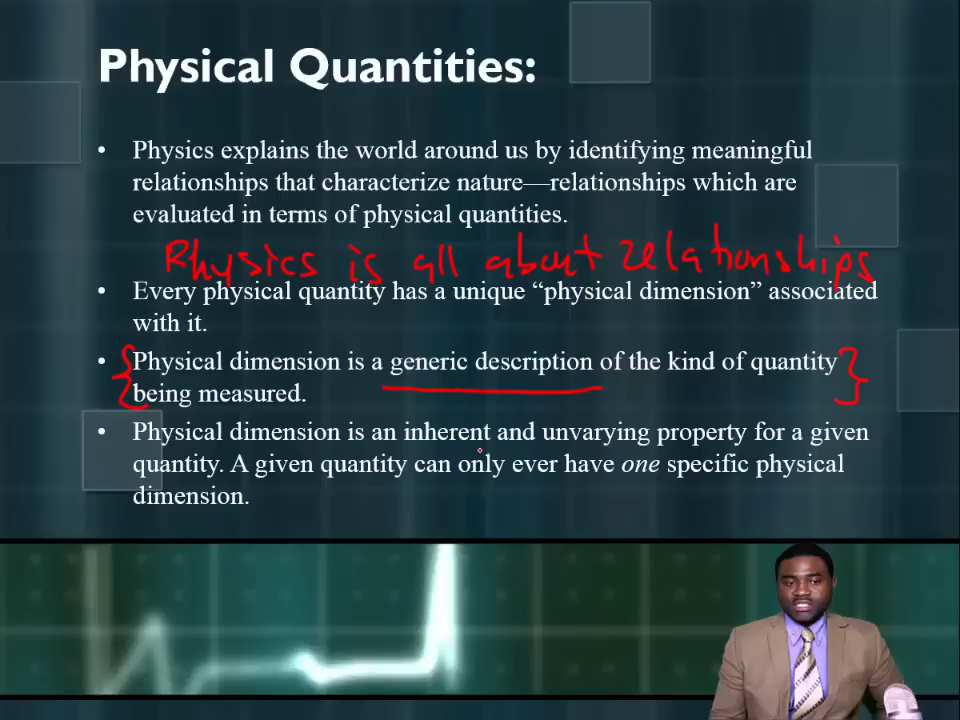 Physical Quantities:
• Physics explains the world around us by identifying meaningful
relationships that characterize nature—relationships which are
evaluated in terms of physical quantities.
Physics is all about relationships
• Every physical quantity has a unique “physical dimension” associated
with it.
• Physical dimension is a generic description of the kind of quantity
being measured.
• Physical dimension is an inherent and unvarying property for a given
quantity. A given quantity can only ever have one specific physical
dimension.